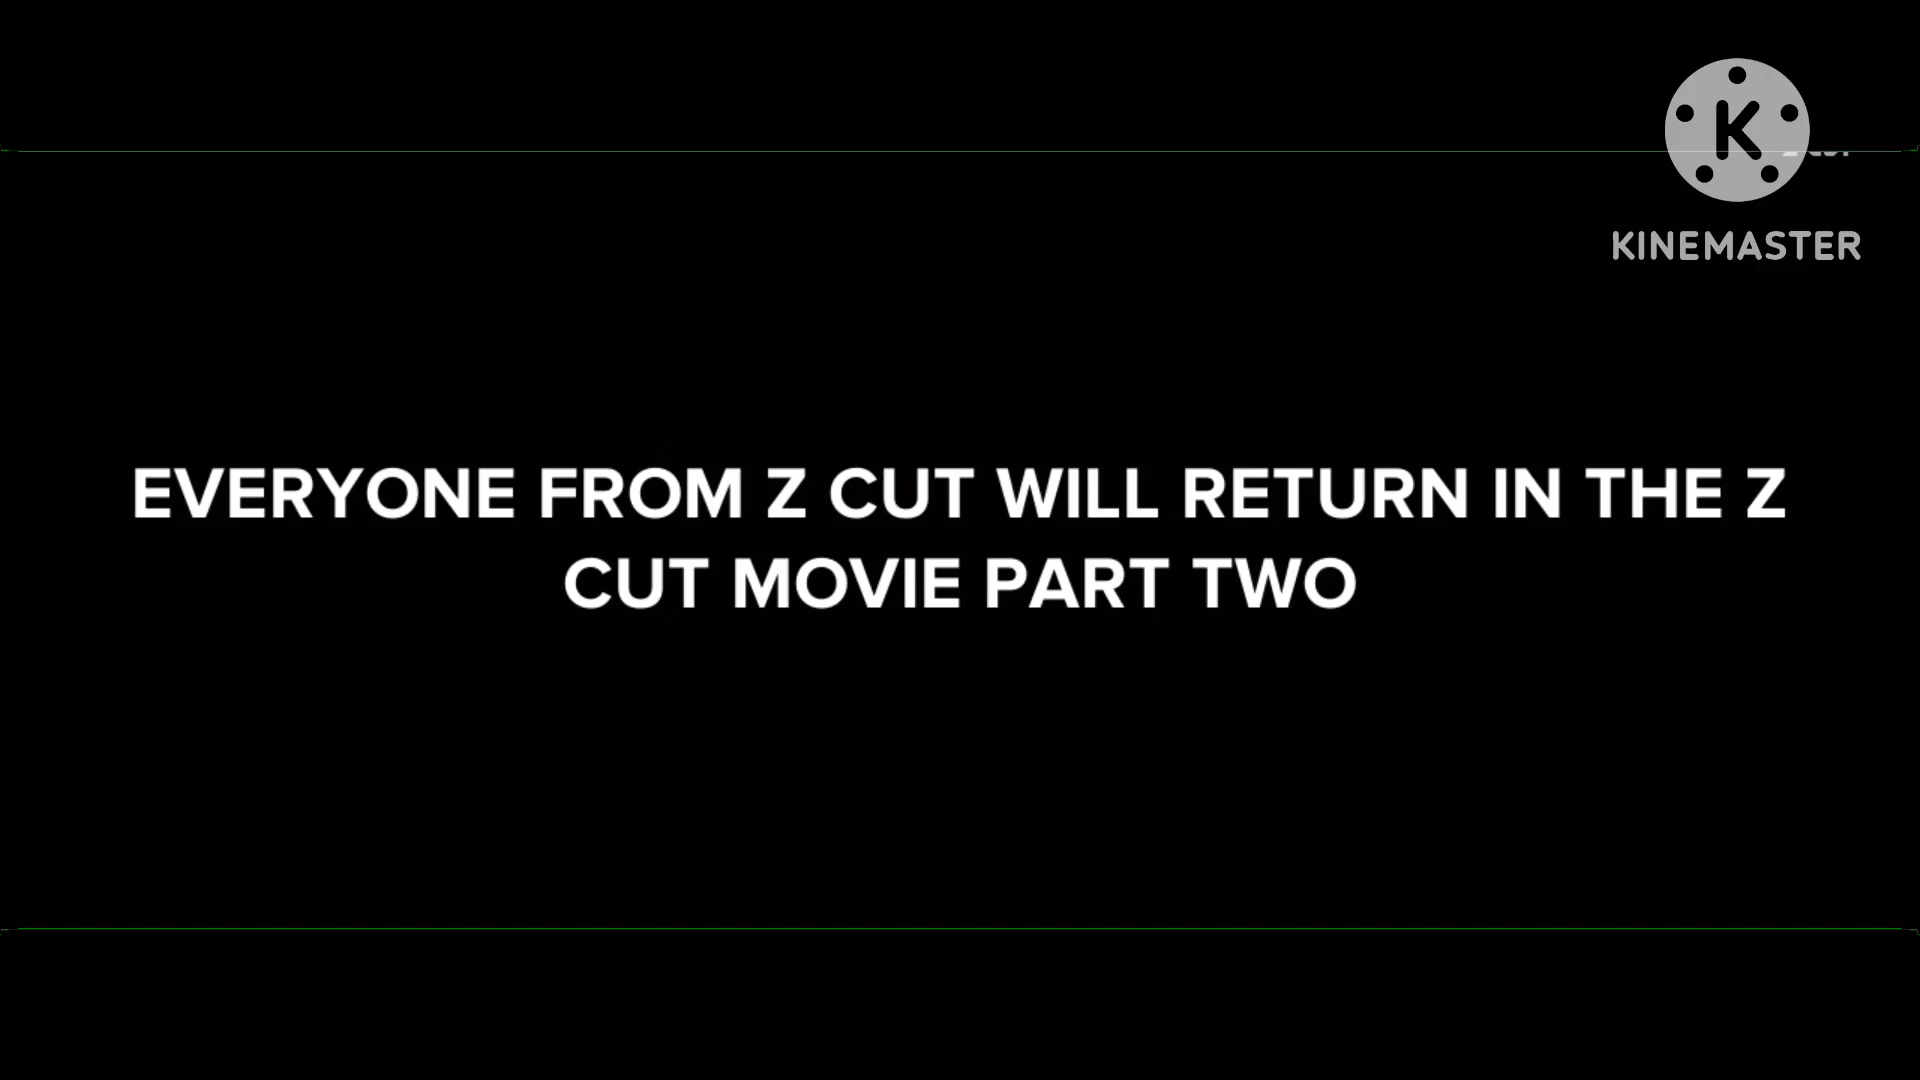 K
KINEMASTER
EVERYONE FROM Z CUT WILL RETURN IN THE Z
CUT MOVIE PART TWO